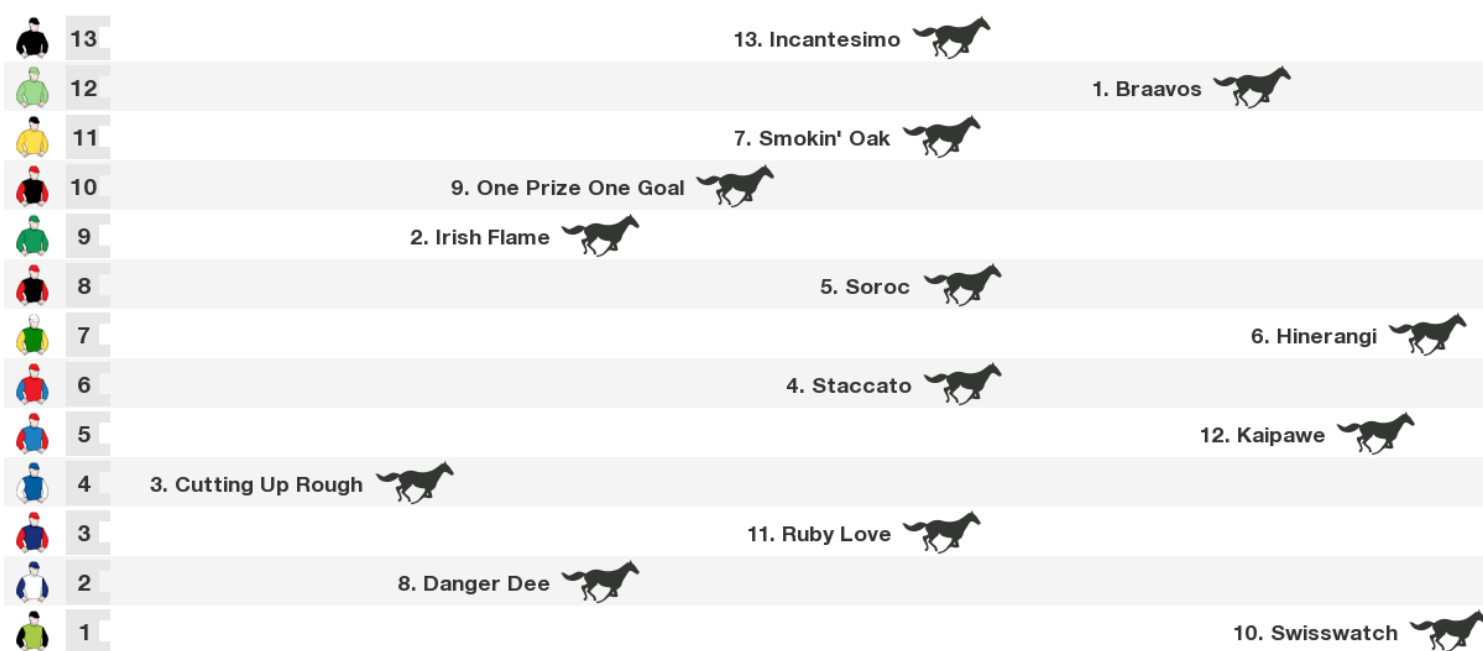 13 13. Incantesimo
12 1. Braavos
11 7. Smokin' Oak
10 9. One Prize One Goal
9 2. Irish Flame
8 5. Soroc
7 6. Hinerangi
6 4. Staccato
5 12. Kaipawe
4 3. Cutting Up Rough
3 11. Ruby Love
2 8. Danger Dee
1 10. Swisswatch